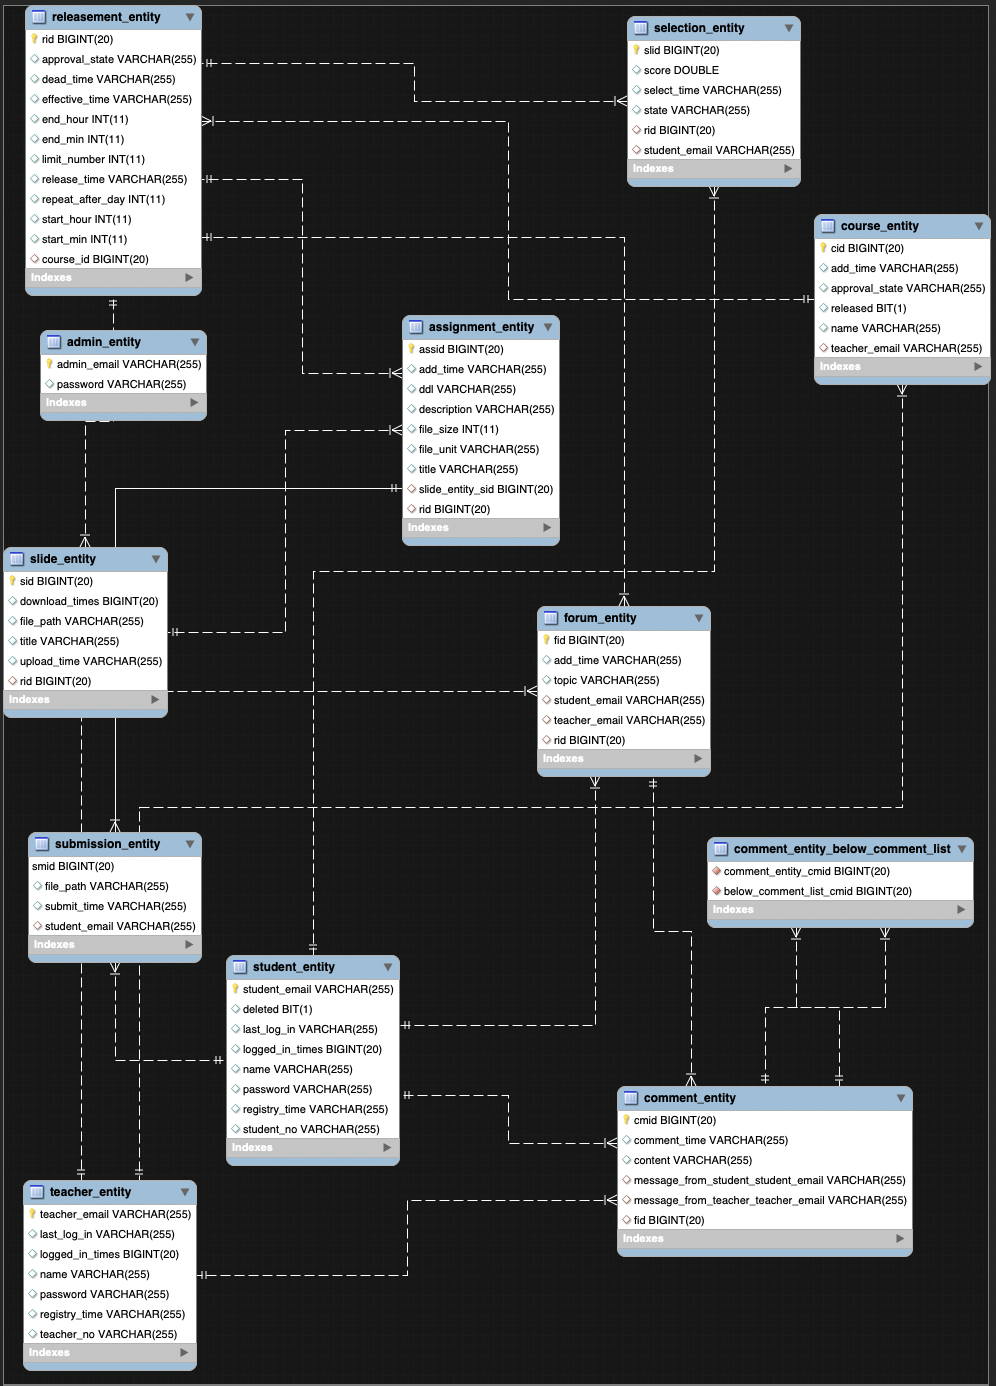 releasement_entity
rid BIGINT(20)
approval_state VARCHAR(255)
dead_time VARCHAR(255)
effective_time VARCHAR(255)
end_hour INT(11)
end_min INT(11)
limit_number INT(11)
release_time VARCHAR(255)
repeat_after_day INT(11)
start_hour INT(11)
start_min INT(11)
course_id BIGINT(20)
Indexes
selection_entity
slid BIGINT(20)
score DOUBLE
select_time VARCHAR(255)
state VARCHAR(255)
rid BIGINT(20)
student_email VARCHAR(255)
Indexes
course_entity
cid BIGINT(20)
add_time VARCHAR(255)
approval_state VARCHAR(255)
released BIT(1)
name VARCHAR(255)
teacher_email VARCHAR(255)
Indexes
admin_entity
admin_email VARCHAR(255)
password VARCHAR(255)
Indexes
assignment_entity
assid BIGINT(20)
add_time VARCHAR(255)
ddl VARCHAR(255)
description VARCHAR(255)
file_size INT(11)
file_unit VARCHAR(255)
title VARCHAR(255)
slide_entity_sid BIGINT(20)
rid BIGINT(20)
Indexes
slide_entity
sid BIGINT(20)
download_times BIGINT(20)
file_path VARCHAR(255)
title VARCHAR(255)
upload_time VARCHAR(255)
rid BIGINT(20)
Indexes
forum_entity
fid BIGINT(20)
add_time VARCHAR(255)
topic VARCHAR(255)
student_email VARCHAR(255)
teacher_email VARCHAR(255)
rid BIGINT(20)
Indexes
submission_entity
smid BIGINT(20)
file_path VARCHAR(255)
submit_time VARCHAR(255)
student_email VARCHAR(255)
Indexes
comment_entity_below_comment_list
comment_entity_cmid BIGINT(20)
below_comment_list_cmid BIGINT(20)
Indexes
student_entity
student_email VARCHAR(255)
deleted BIT(1)
last_log_in VARCHAR(255)
logged_in_times BIGINT(20)
name VARCHAR(255)
password VARCHAR(255)
registry_time VARCHAR(255)
student_no VARCHAR(255)
Indexes
comment_entity
cmid BIGINT(20)
comment_time VARCHAR(255)
content VARCHAR(255)
message_from_student_student_email VARCHAR(255)
message_from_teacher_teacher_email VARCHAR(255)
fid BIGINT(20)
Indexes
teacher_entity
teacher_email VARCHAR(255)
last_log_in VARCHAR(255)
logged_in_times BIGINT(20)
name VARCHAR(255)
password VARCHAR(255)
registry_time VARCHAR(255)
teacher_no VARCHAR(255)
Indexes